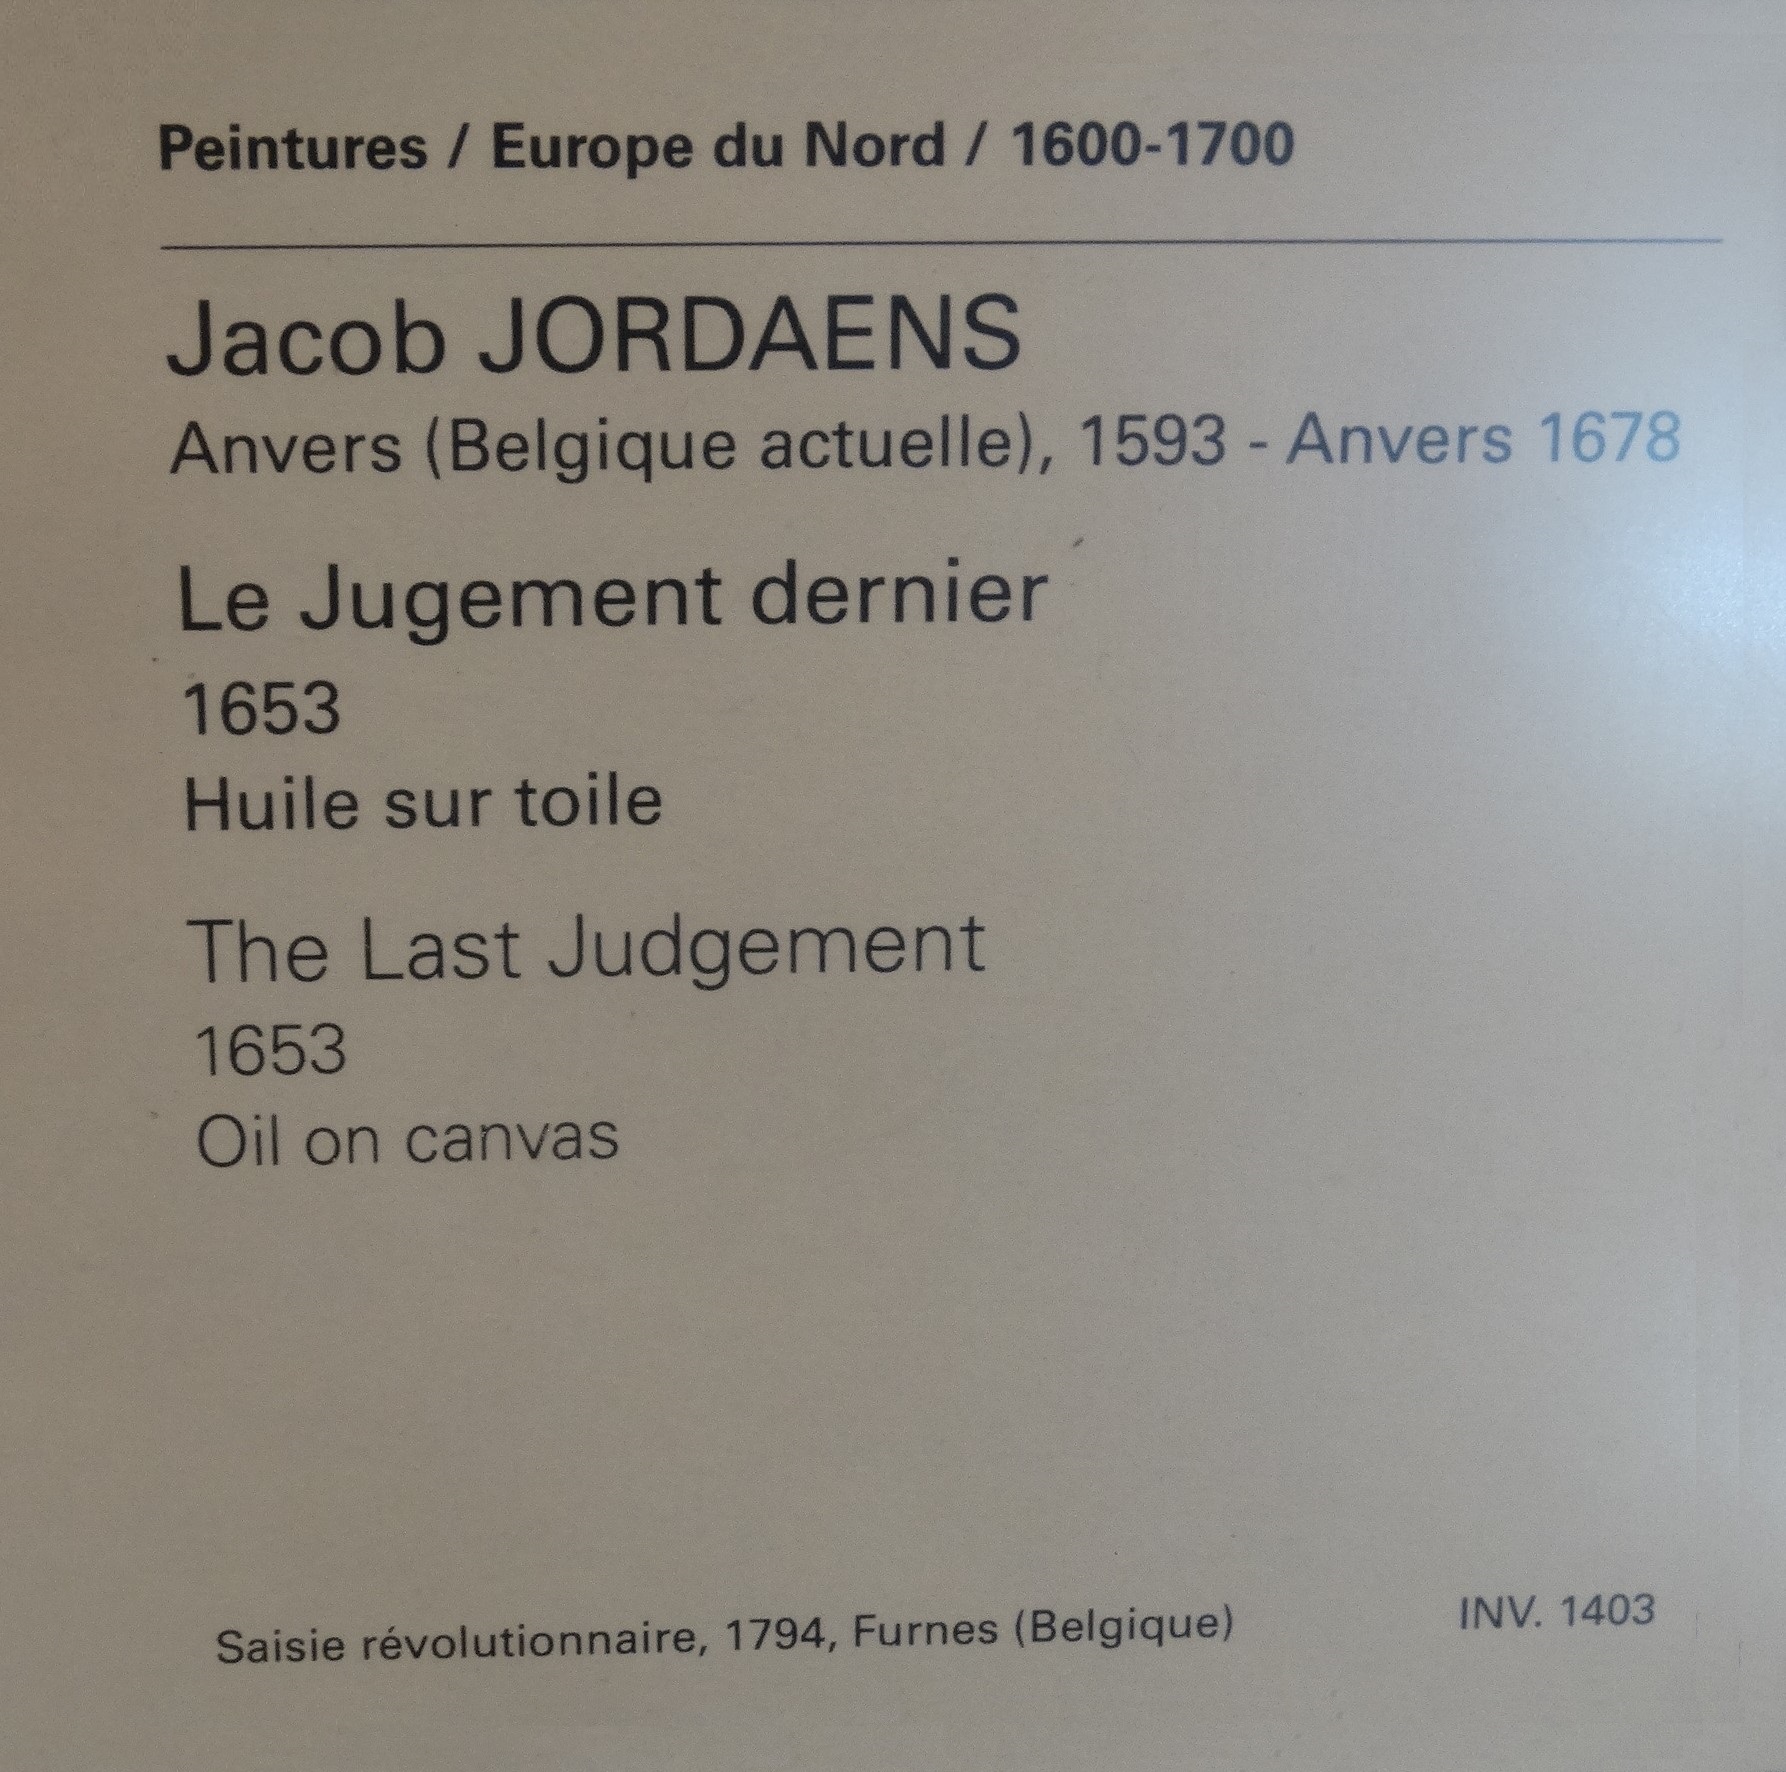 Peintures / Europe du Nord / 1600-1700
Jacob JORDAENS
Anvers (Belgique actuelle), 1593 - Anvers 1678
Le Jugement dernier
1653
Huile sur toile
The Last Judgement
1653
Oil on canvas
Saisie révolutionnaire, 1794, Furnes (Belgique) INV. 1403